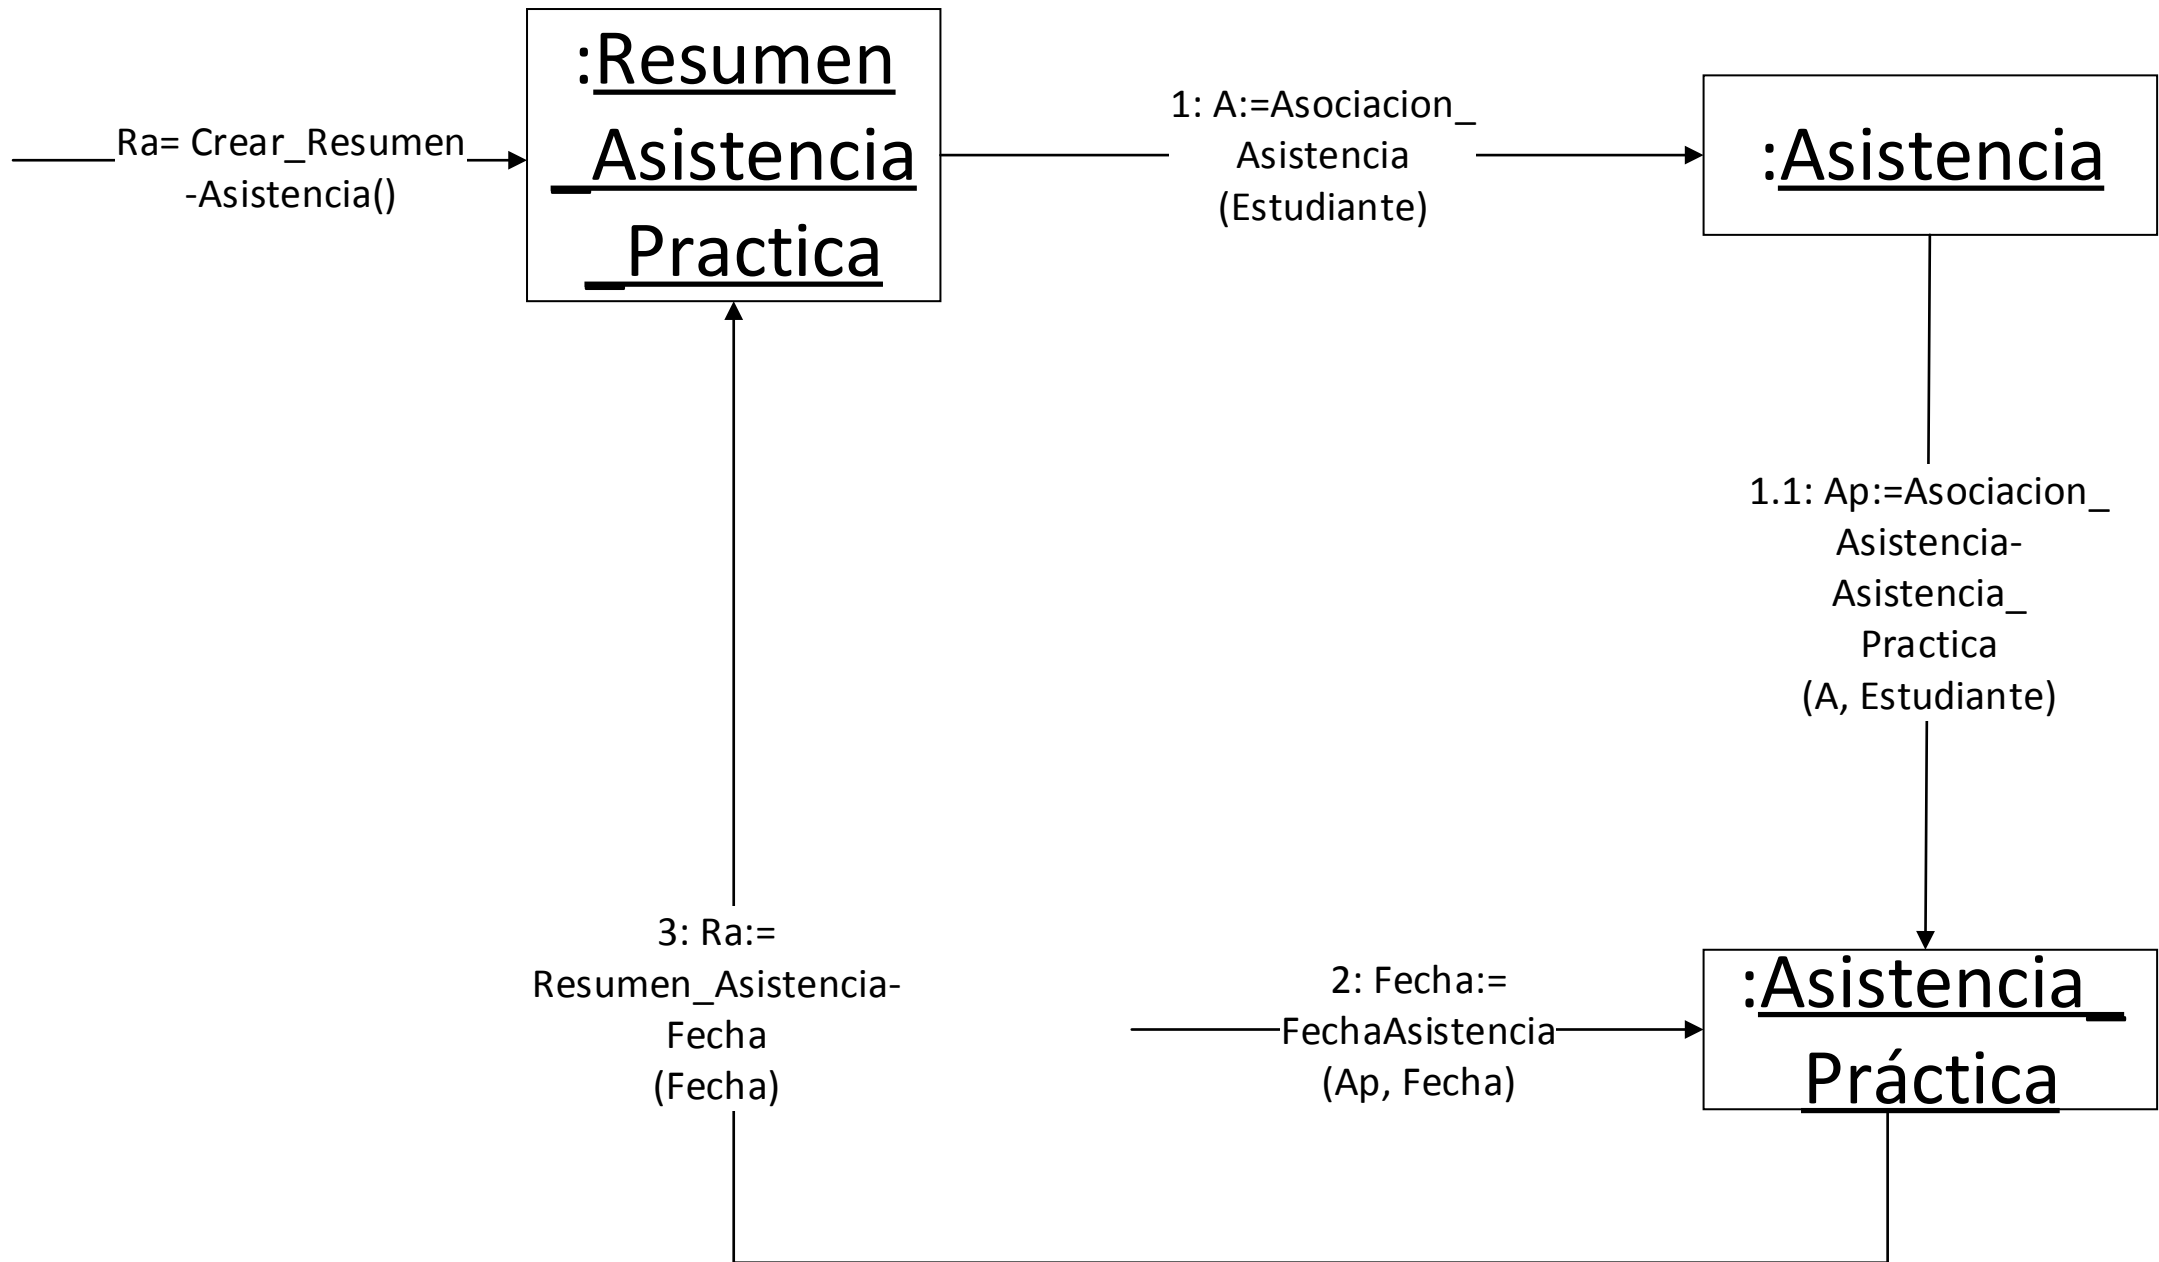 Ra= Crear_Resumen
-Asistencia()
:Resumen
_Asistencia
_Practica
1: A:=Asociacion_
Asistencia
(Estudiante)
:Asistencia
1.1: Ap:=Asociacion_
Asistencia-
Asistencia_
Practica
(A, Estudiante)
3: Ra:=
Resumen_Asistencia-
Fecha
(Fecha)
2: Fecha:=
FechaAsistencia
(Ap, Fecha)
:Asistencia_
Práctica